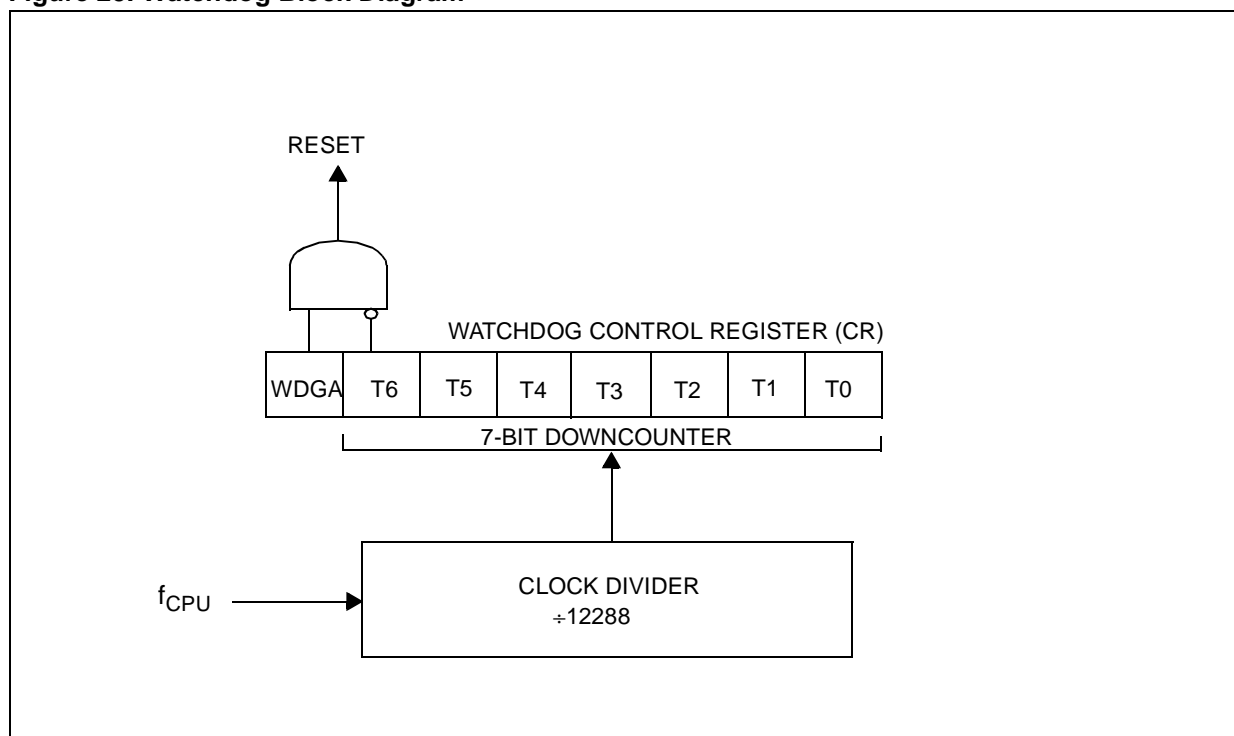 RESET
WATCHDOG CONTROL REGISTER (CR)
WDGA T6 T5 T4 T3 T2 T1 T0
7-BIT DOWNCOUNTER
fCPU
CLOCK DIVIDER
÷12288